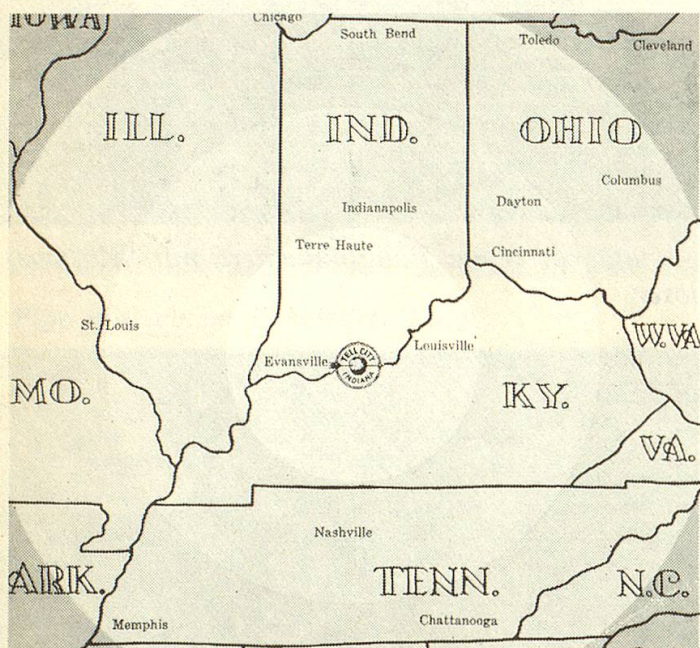 IOWA
Chicago
South Bend
Toledo
Cleveland
ILL.
IND.
OHIO
Columbus
Indianapolis
Dayton
Terre Haute
Cincinnati
St. Louis
W.VA
Louisville
Evansville
TELL CITY
INDIANA
MO.
KY.
VA.
Nashville
ARK.
TENN.
N.C.
Memphis
Chattanooga